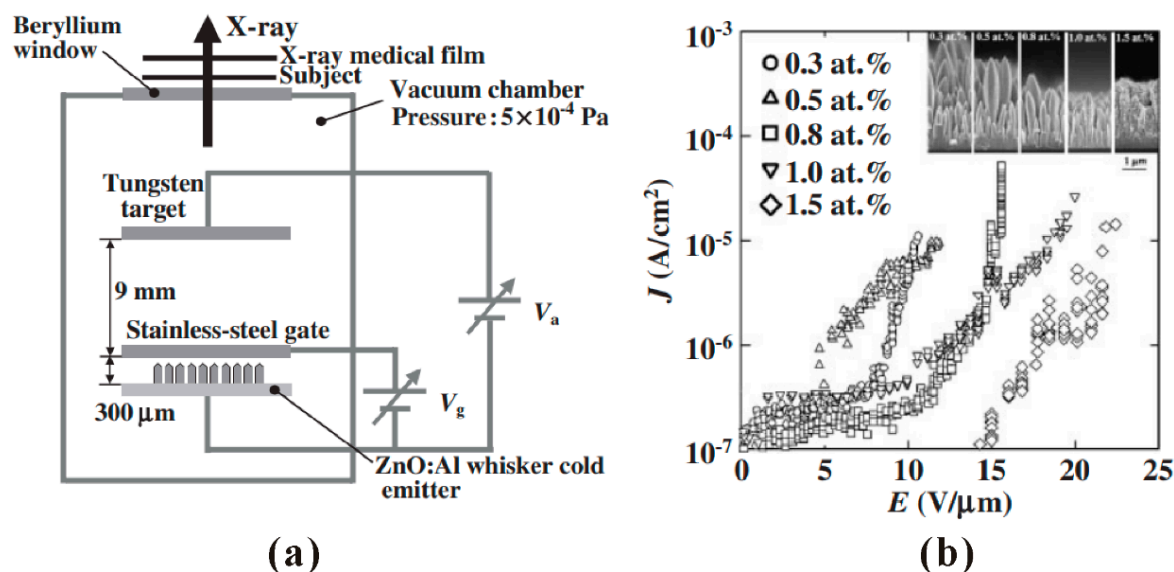 Beryllium
window
X-ray
X-ray medical film
Subject
Vacuum chamber
Pressure : 5×10⁻⁴ Pa
Tungsten
target
9 mm
Stainless-steel gate
300 μm
Vₐ
V_g
ZnO:Al whisker cold
emitter
(a)
10⁻³
10⁻⁴
10⁻⁵
10⁻⁶
10⁻⁷
J (A/cm²)
0.3 at.%
0.5 at.%
0.8 at.%
1.0 at.%
1.5 at.%
0.3 at.% 0.5 at.% 0.8 at.% 1.0 at.% 1.5 at.%
1 μm
0 5 10 15 20 25
E (V/μm)
(b)